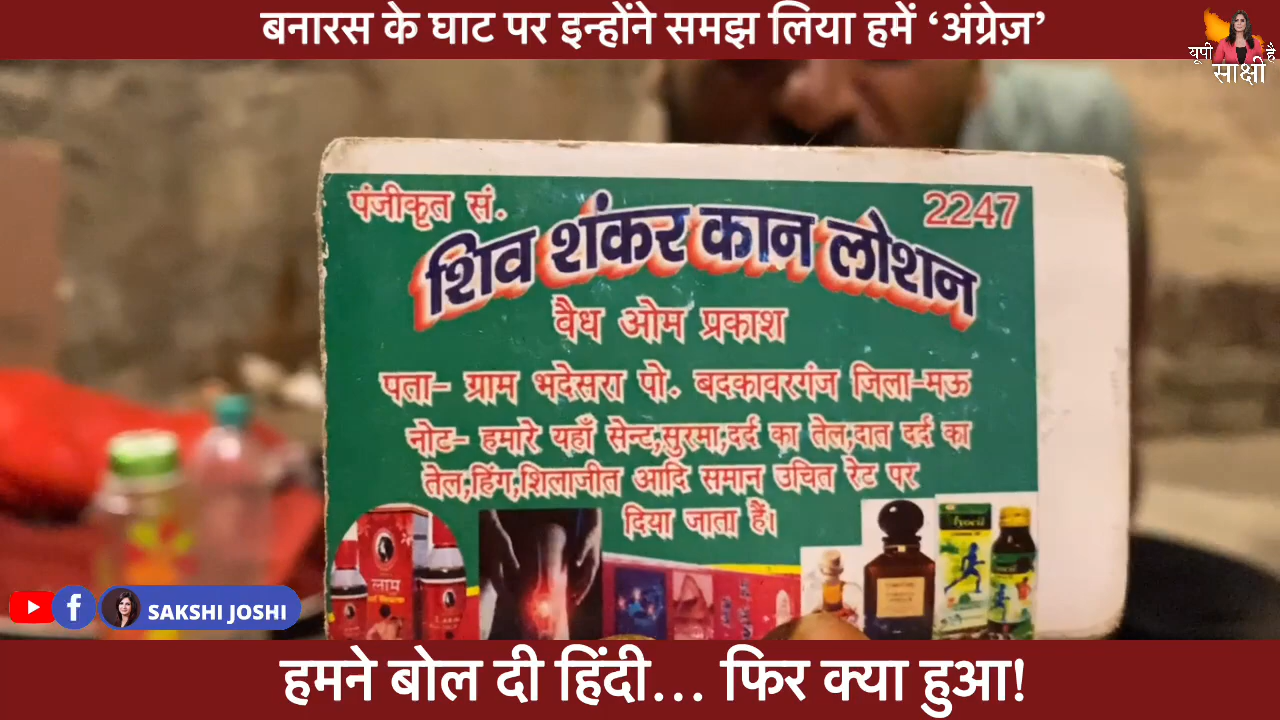 बनारस के घाट पर इन्होंने समझ लिया हमें ‘अंग्रेज़’
यूपी है
साक्षी
पंजीकृत सं. 2247
शिव शंकर कान लोशन
वैध ओम प्रकाश
पता- ग्राम भदेसरा पो. बदकावरगंज जिला-मऊ
नोट- हमारे यहाँ सेन्ट,सुरमा,दर्द का तेल,दात दर्द का
तेल,हिंग,शिलाजीत आदि समान उचित रेट पर
दिया जाता हैं।
लाम
SAKSHI JOSHI
हमने बोल दी हिंदी... फिर क्या हुआ!